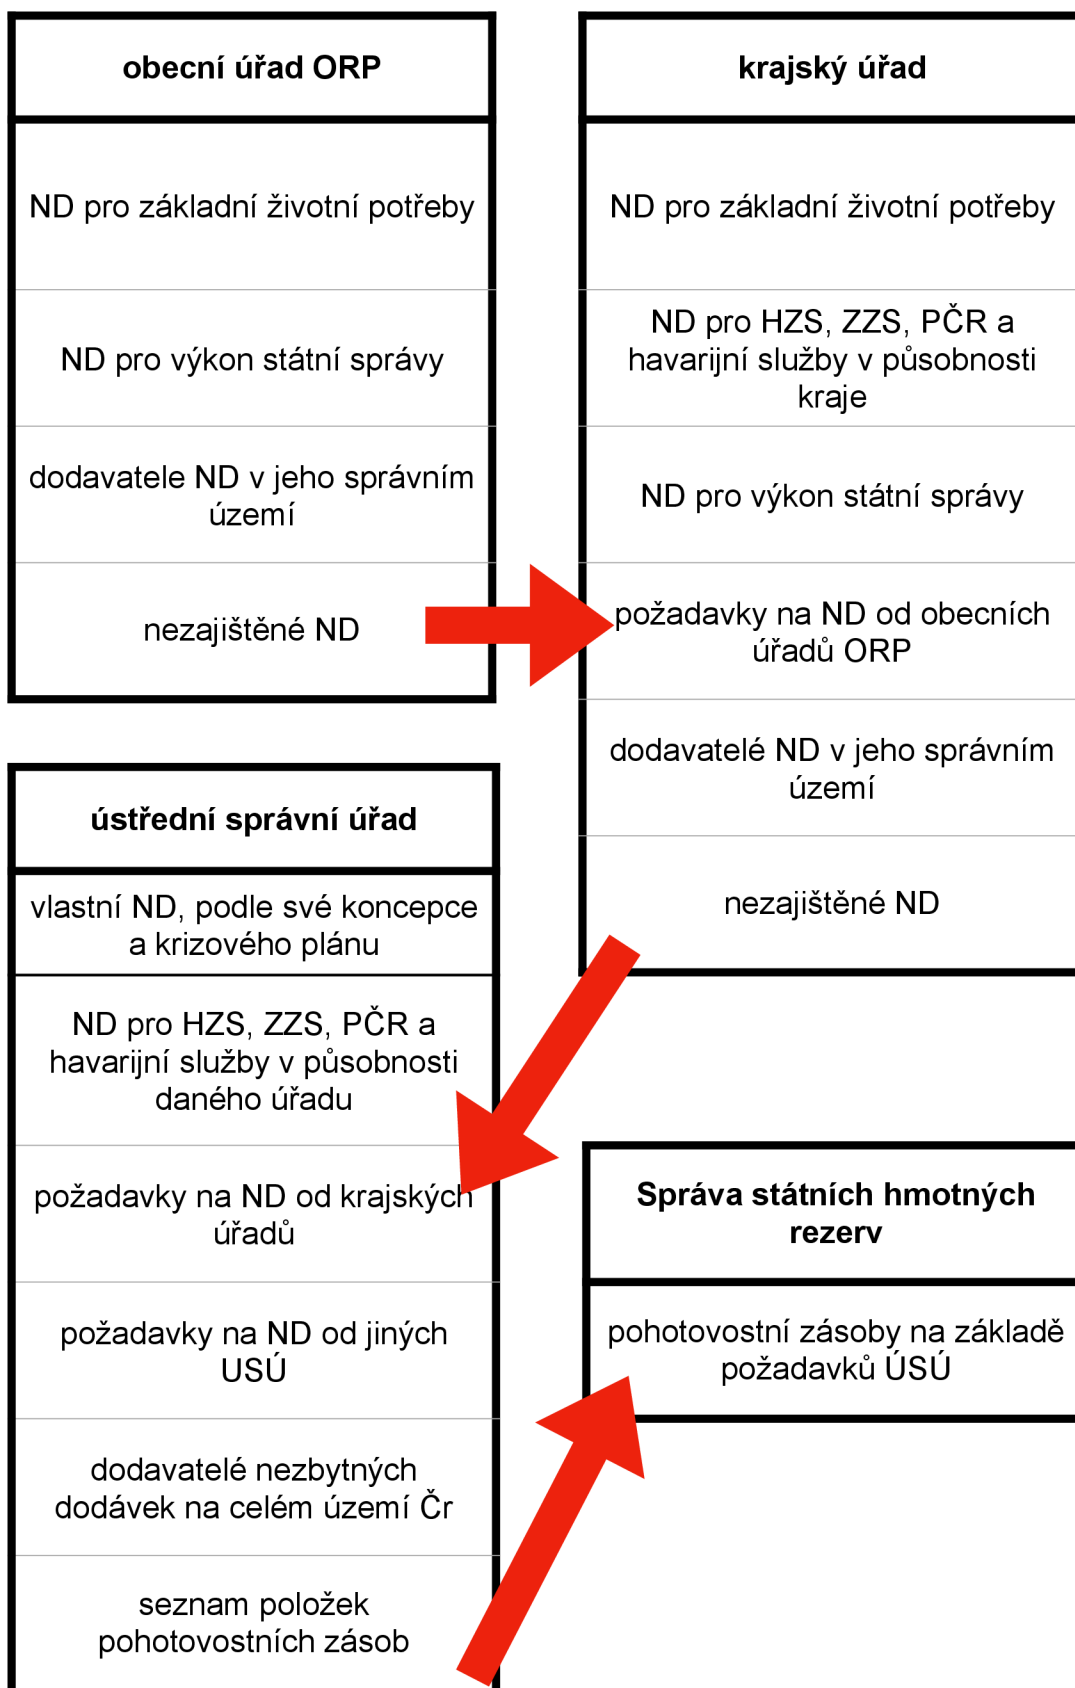 obecní úřad ORP
ND pro základní životní potřeby
ND pro výkon státní správy
dodavatele ND v jeho správním
území
nezajištěné ND
krajský úřad
ND pro základní životní potřeby
ND pro HZS, ZZS, PČR a
havarijní služby v působnosti
kraje
ND pro výkon státní správy
požadavky na ND od obecních
úřadů ORP
dodavatelé ND v jeho správním
území
nezajištěné ND
ústřední správní úřad
vlastní ND, podle své koncepce
a krizového plánu
ND pro HZS, ZZS, PČR a
havarijní služby v působnosti
daného úřadu
požadavky na ND od krajských
úřadů
požadavky na ND od jiných
USÚ
dodavatelé nezbytných
dodávek na celém území Čr
seznam položek
pohotovostních zásob
Správa státních hmotných
rezerv
pohotovostní zásoby na základě
požadavků ÚSÚ